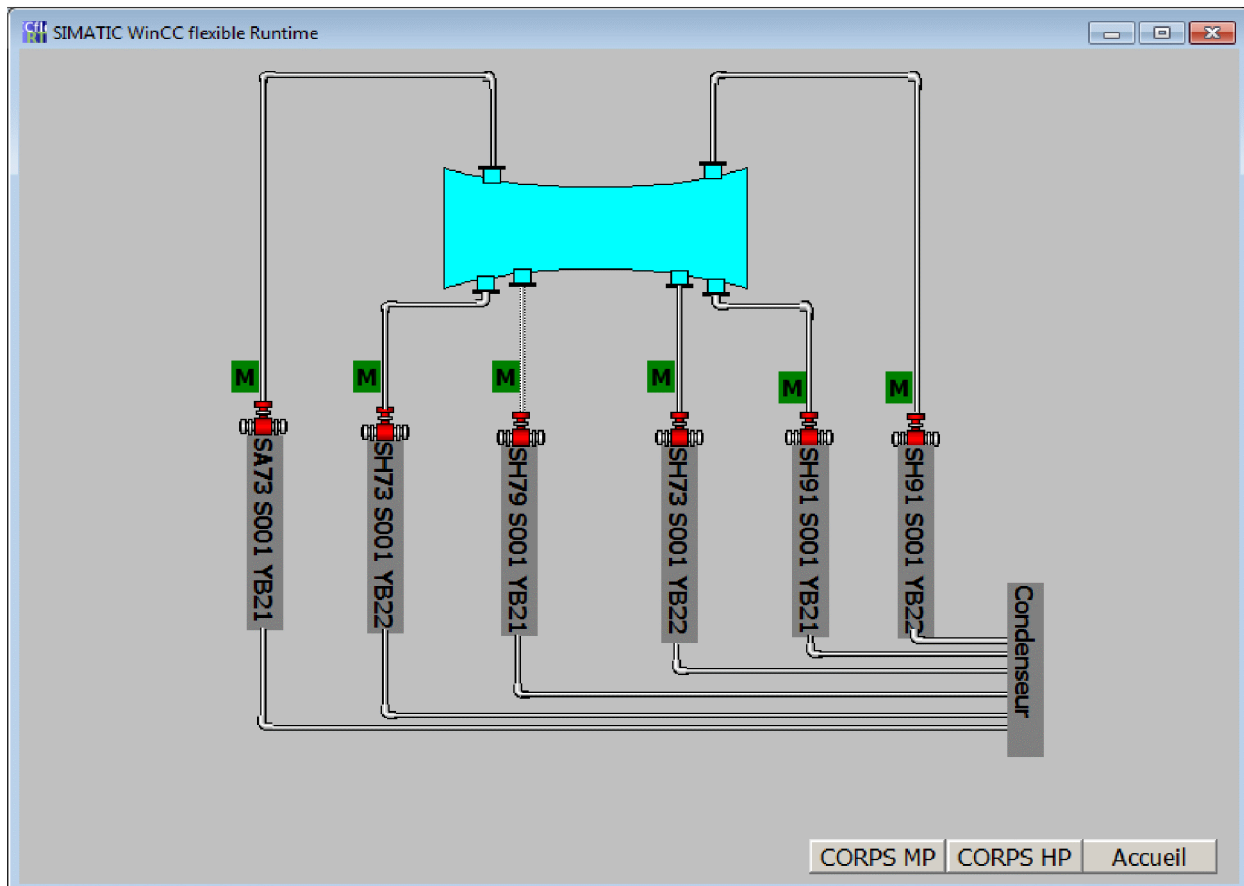 SIMATIC WinCC flexible Runtime
M
M
M
M
M
M
SA73 S001 YB21
SH73 S001 YB22
SH79 S001 YB21
SH73 S001 YB22
SH91 S001 YB21
SH91 S001 YB22
Condenseur
CORPS MP
CORPS HP
Accueil